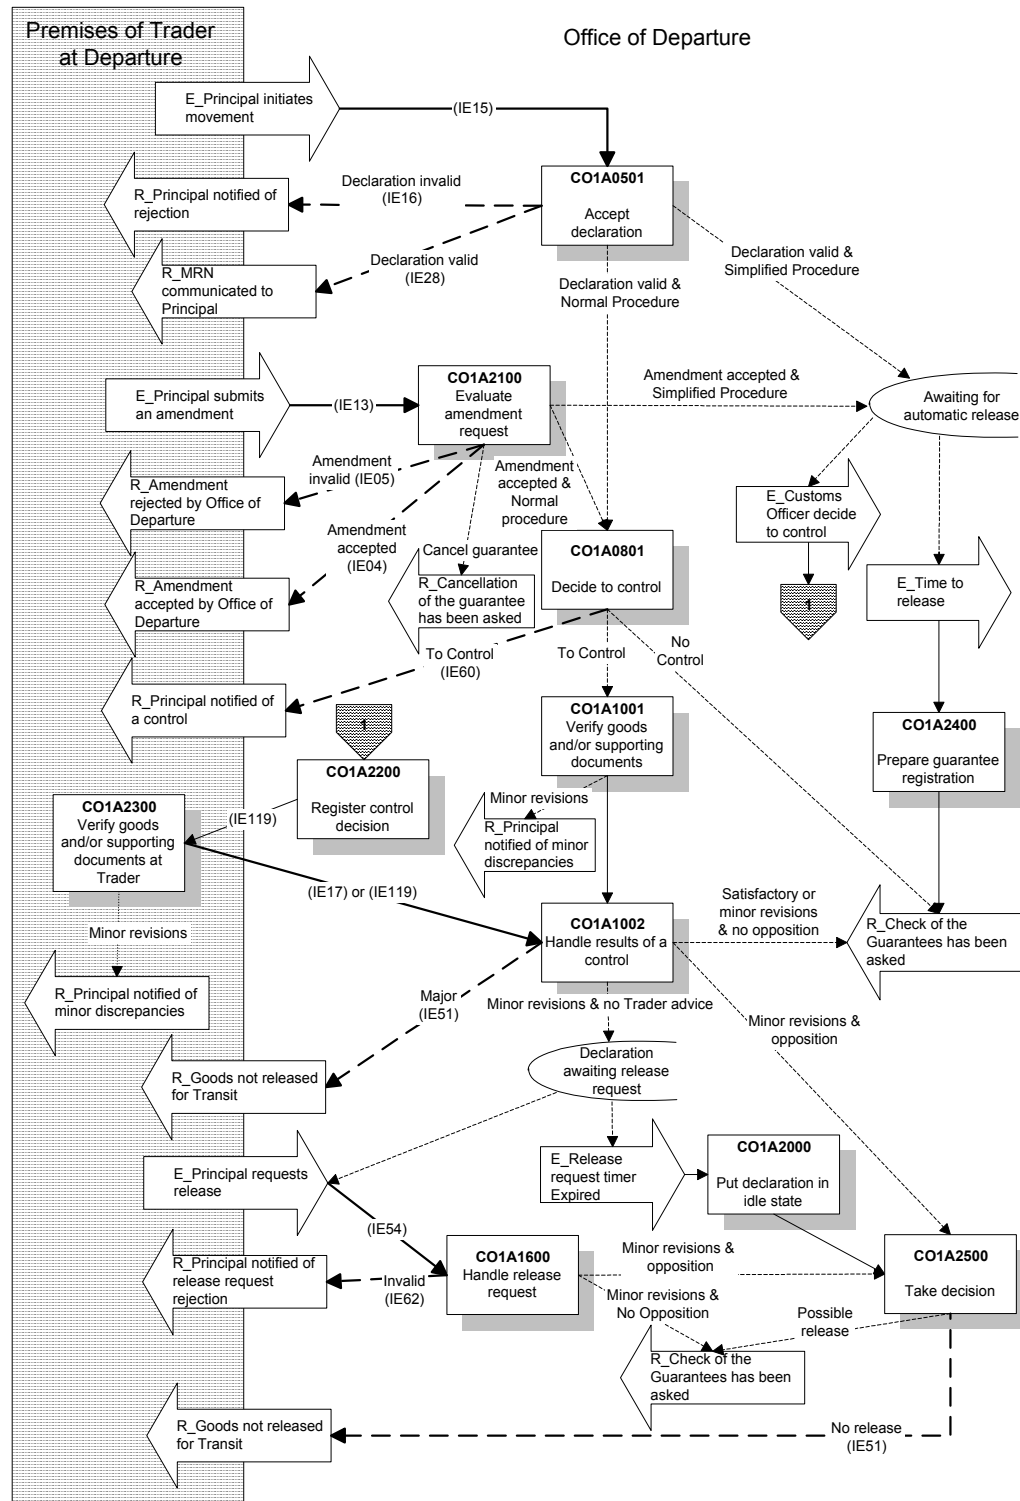 Premises of Trader
at Departure
Office of Departure
E_Principal initiates
movement
(IE15)
CO1A0501
Accept
declaration
Declaration invalid
(IE16)
R_Principal notified of
rejection
Declaration valid
(IE28)
R_MRN
communicated to
Principal
Declaration valid &
Simplified Procedure
Declaration valid &
Normal Procedure
E_Principal submits
an amendment
(IE13)
CO1A2100
Evaluate
amendment
request
Amendment accepted &
Simplified Procedure
Awaiting for
automatic release
Amendment
invalid (IE05)
R_Amendment
rejected by Office of
Departure
Amendment
accepted &
Normal
procedure
E_Customs
Officer decide
to control
Amendment
accepted
(IE04)
Cancel guarantee
CO1A0801
Decide to control
R_Amendment
accepted by Office of
Departure
R_Cancellation
of the guarantee
has been asked
1
E_Time to
release
To Control
(IE60)
To Control
No
Control
R_Principal notified of
a control
1
CO1A1001
Verify goods
and/or supporting
documents
CO1A2400
Prepare guarantee
registration
CO1A2200
Register control
decision
CO1A2300
Verify goods
and/or supporting
documents at
Trader
(IE119)
Minor revisions
R_Principal
notified of minor
discrepancies
(IE17) or (IE119)
Satisfactory or
minor revisions
& no opposition
CO1A1002
Handle results of a
control
R_Check of the
Guarantees has been
asked
Minor revisions
R_Principal notified of
minor discrepancies
Major
(IE51)
Minor revisions & no Trader advice
Minor revisions &
opposition
R_Goods not released
for Transit
Declaration
awaiting release
request
E_Principal requests
release
E_Release
request timer
Expired
CO1A2000
Put declaration in
idle state
(IE54)
R_Principal notified of
release request
rejection
Invalid
(IE62)
CO1A1600
Handle release
request
Minor revisions &
opposition
CO1A2500
Take decision
Minor revisions &
No Opposition
Possible
release
R_Check of the
Guarantees has been
asked
R_Goods not released
for Transit
No release
(IE51)